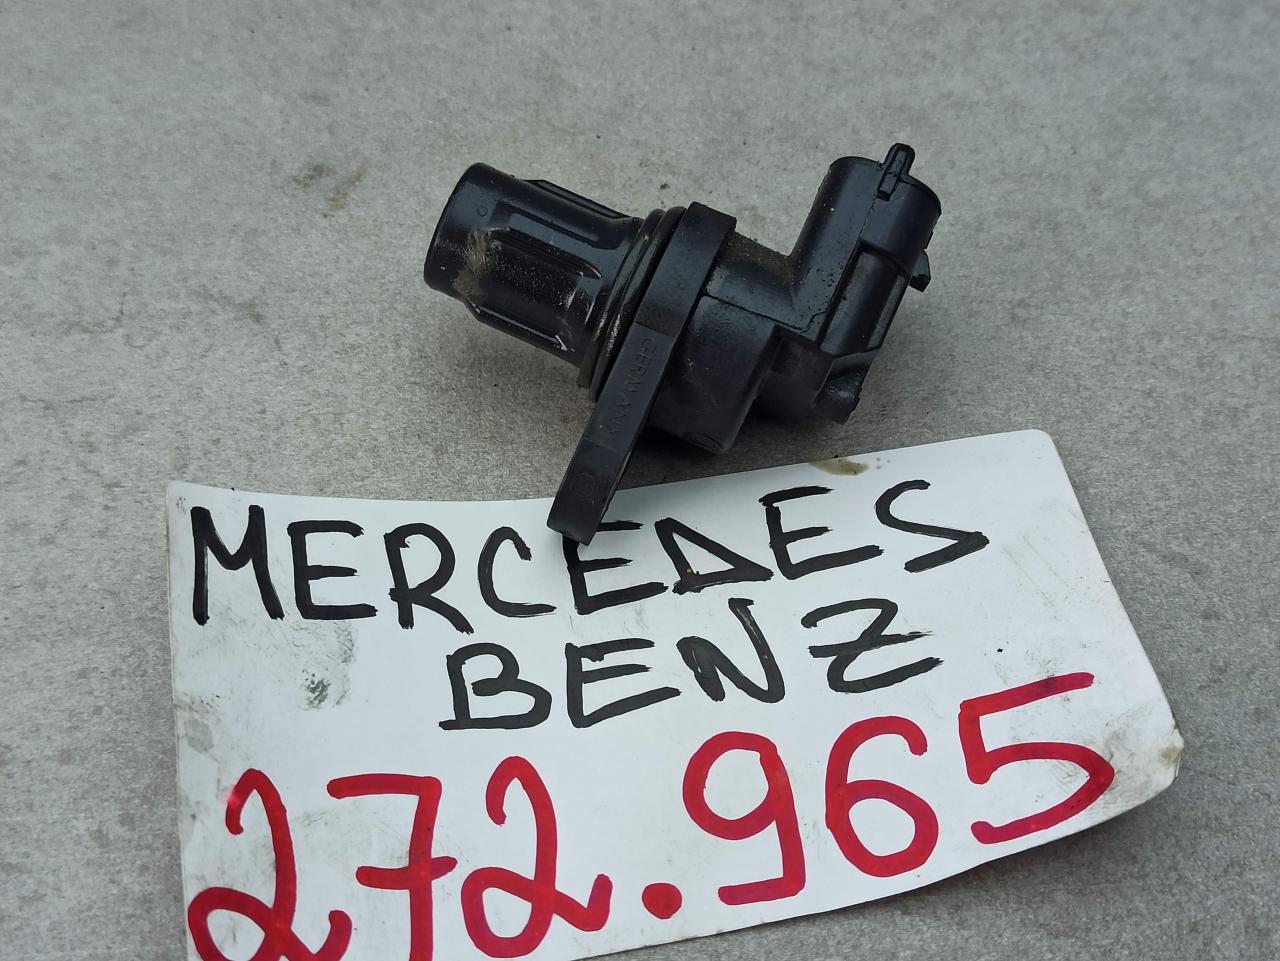 GERMANY
MERCEDES
BENZ
272.965